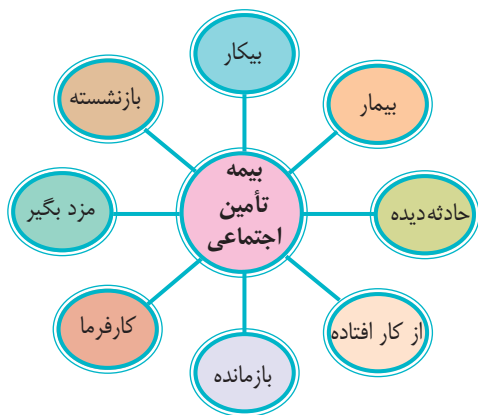 بیکار
بیمار
حادثه‌دیده
از کار افتاده
بازمانده
کارفرما
مزد بگیر
بازنشسته
بیمه
تأمین
اجتماعی